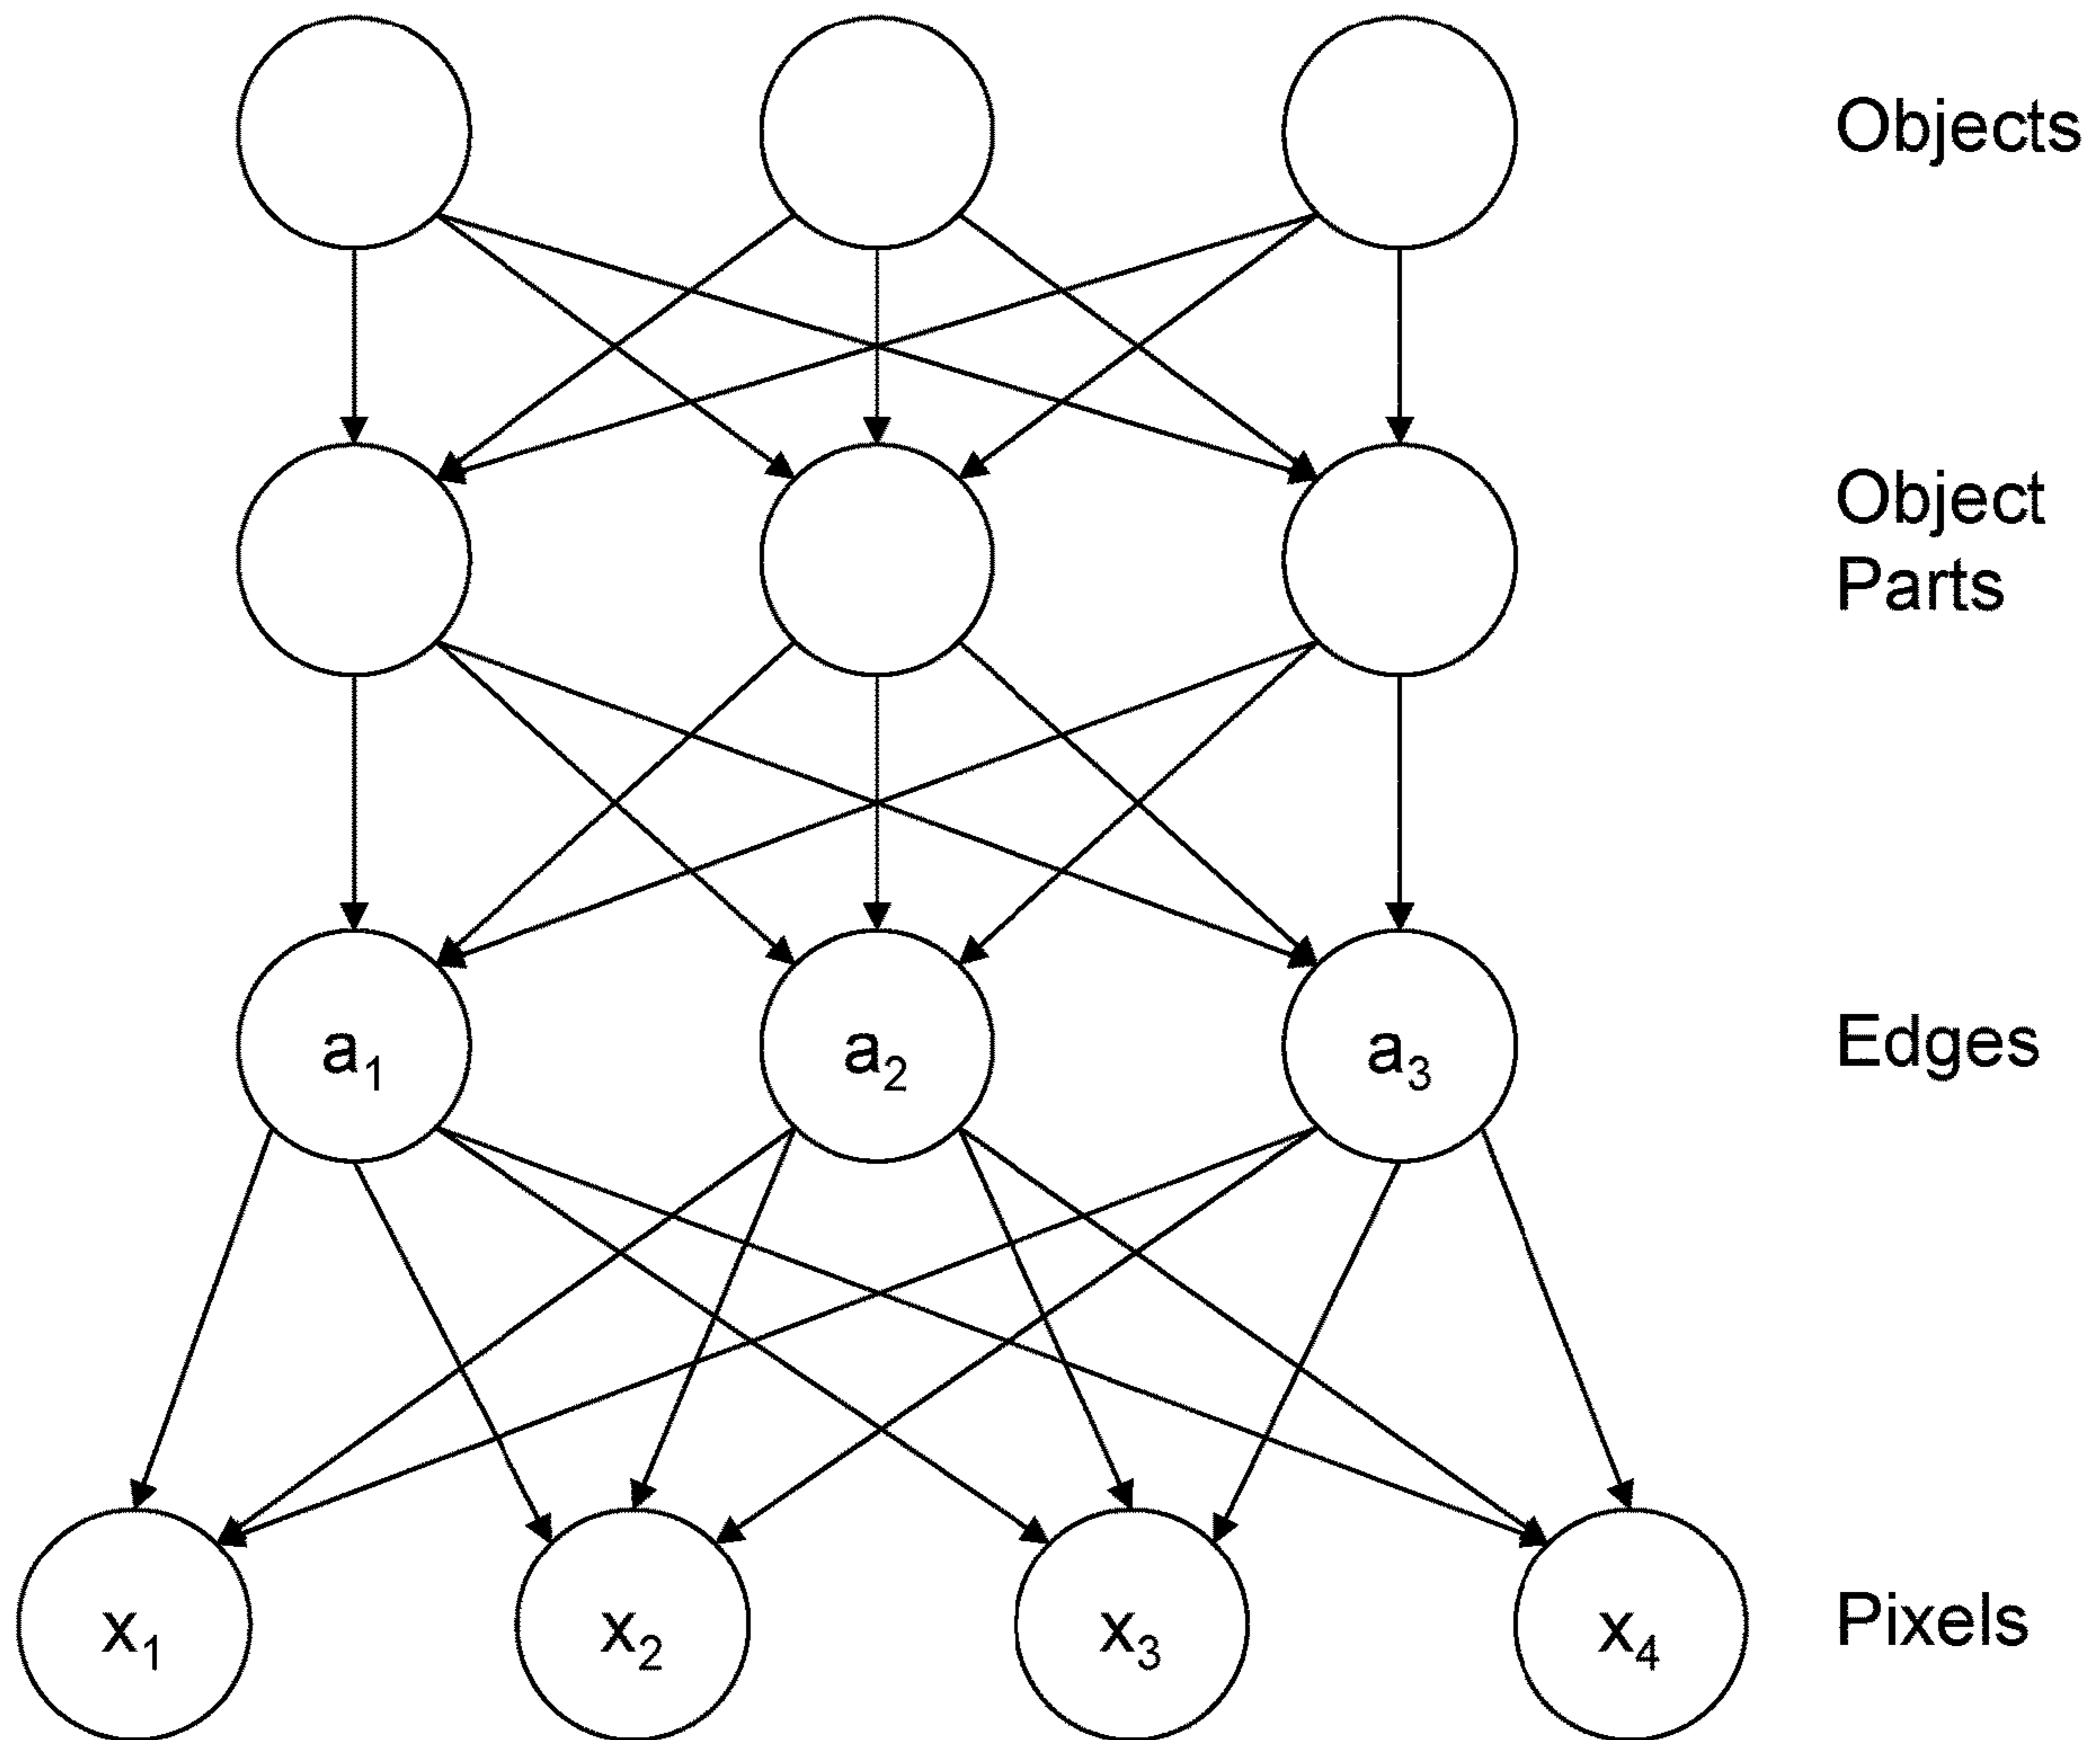 Objects
Object
Parts
a₁ a₂ a₃ Edges
x₁ x₂ x₃ x₄ Pixels